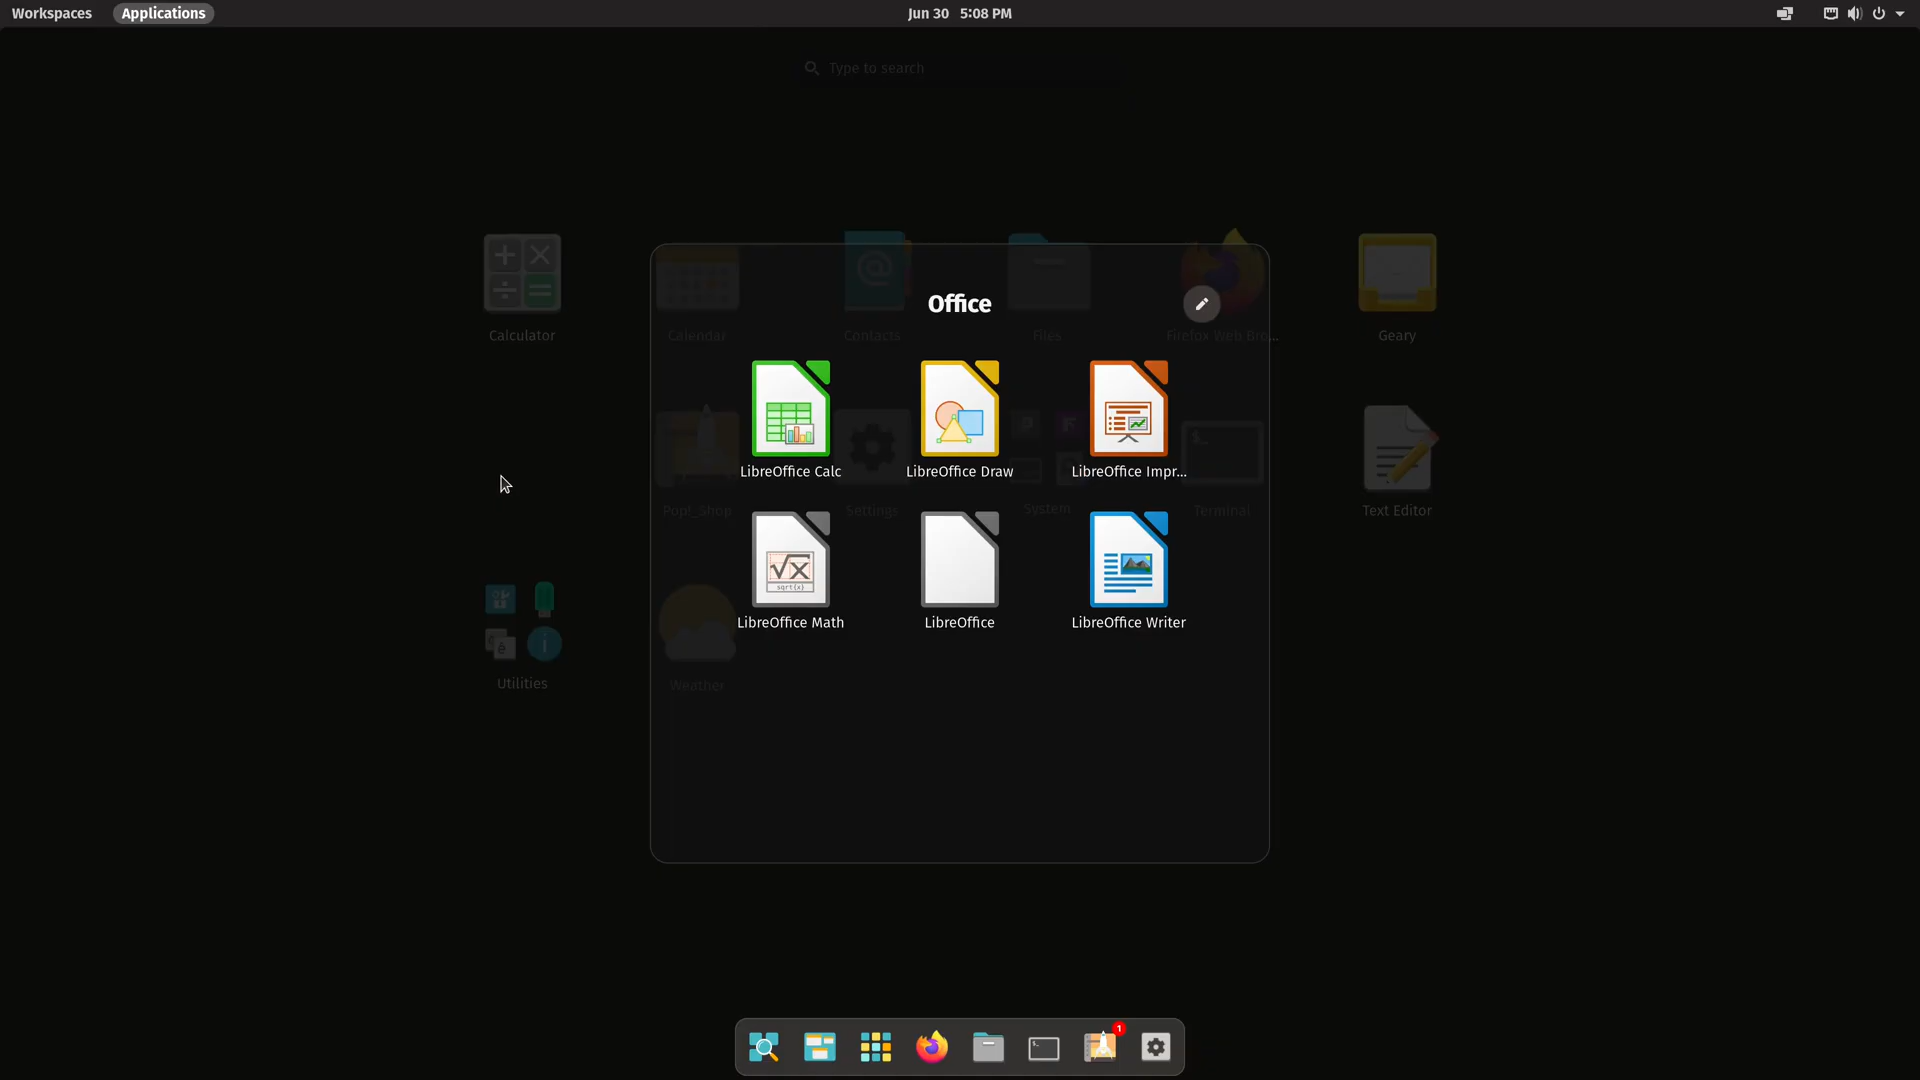 Workspaces Applications Jun 30 5:08 PM
Type to search
Office
Calculator Calendar Contacts Files Firefox Web Bro... Geary
LibreOffice Calc LibreOffice Draw LibreOffice Impr...
Pop!_Shop Settings System Terminal Text Editor
sqrt(x)
LibreOffice Math LibreOffice LibreOffice Writer
Utilities Weather
1